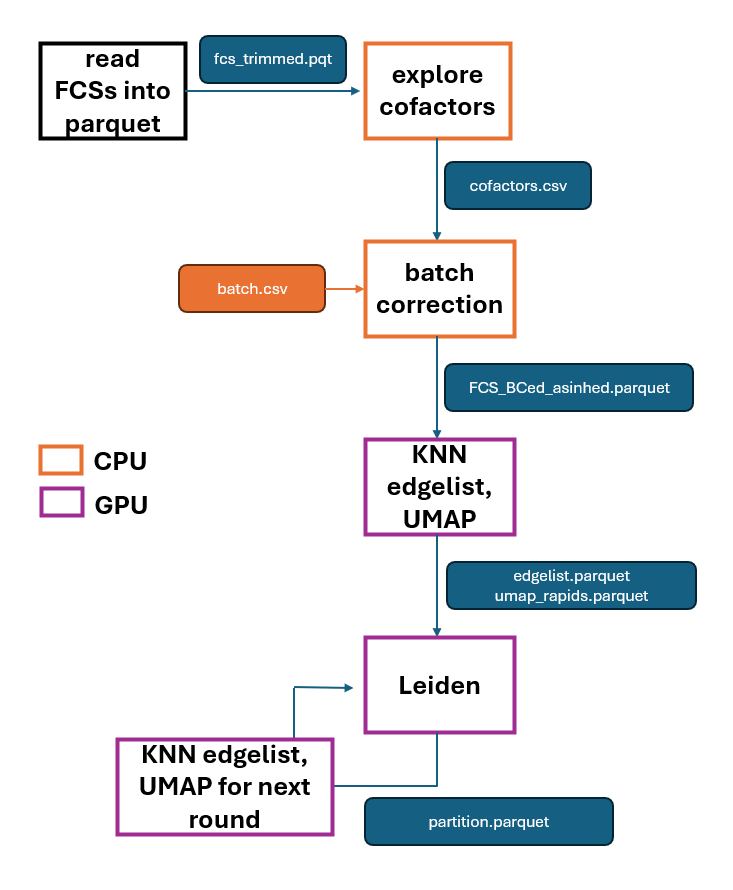 read
FCSs into
parquet
fcs_trimmed.pqt
explore
cofactors
cofactors.csv
batch
correction
batch.csv
FCS_BCed_asinhed.parquet
KNN
edgelist,
UMAP
CPU
GPU
edgelist.parquet
umap_rapids.parquet
Leiden
KNN edgelist,
UMAP for next
round
partition.parquet